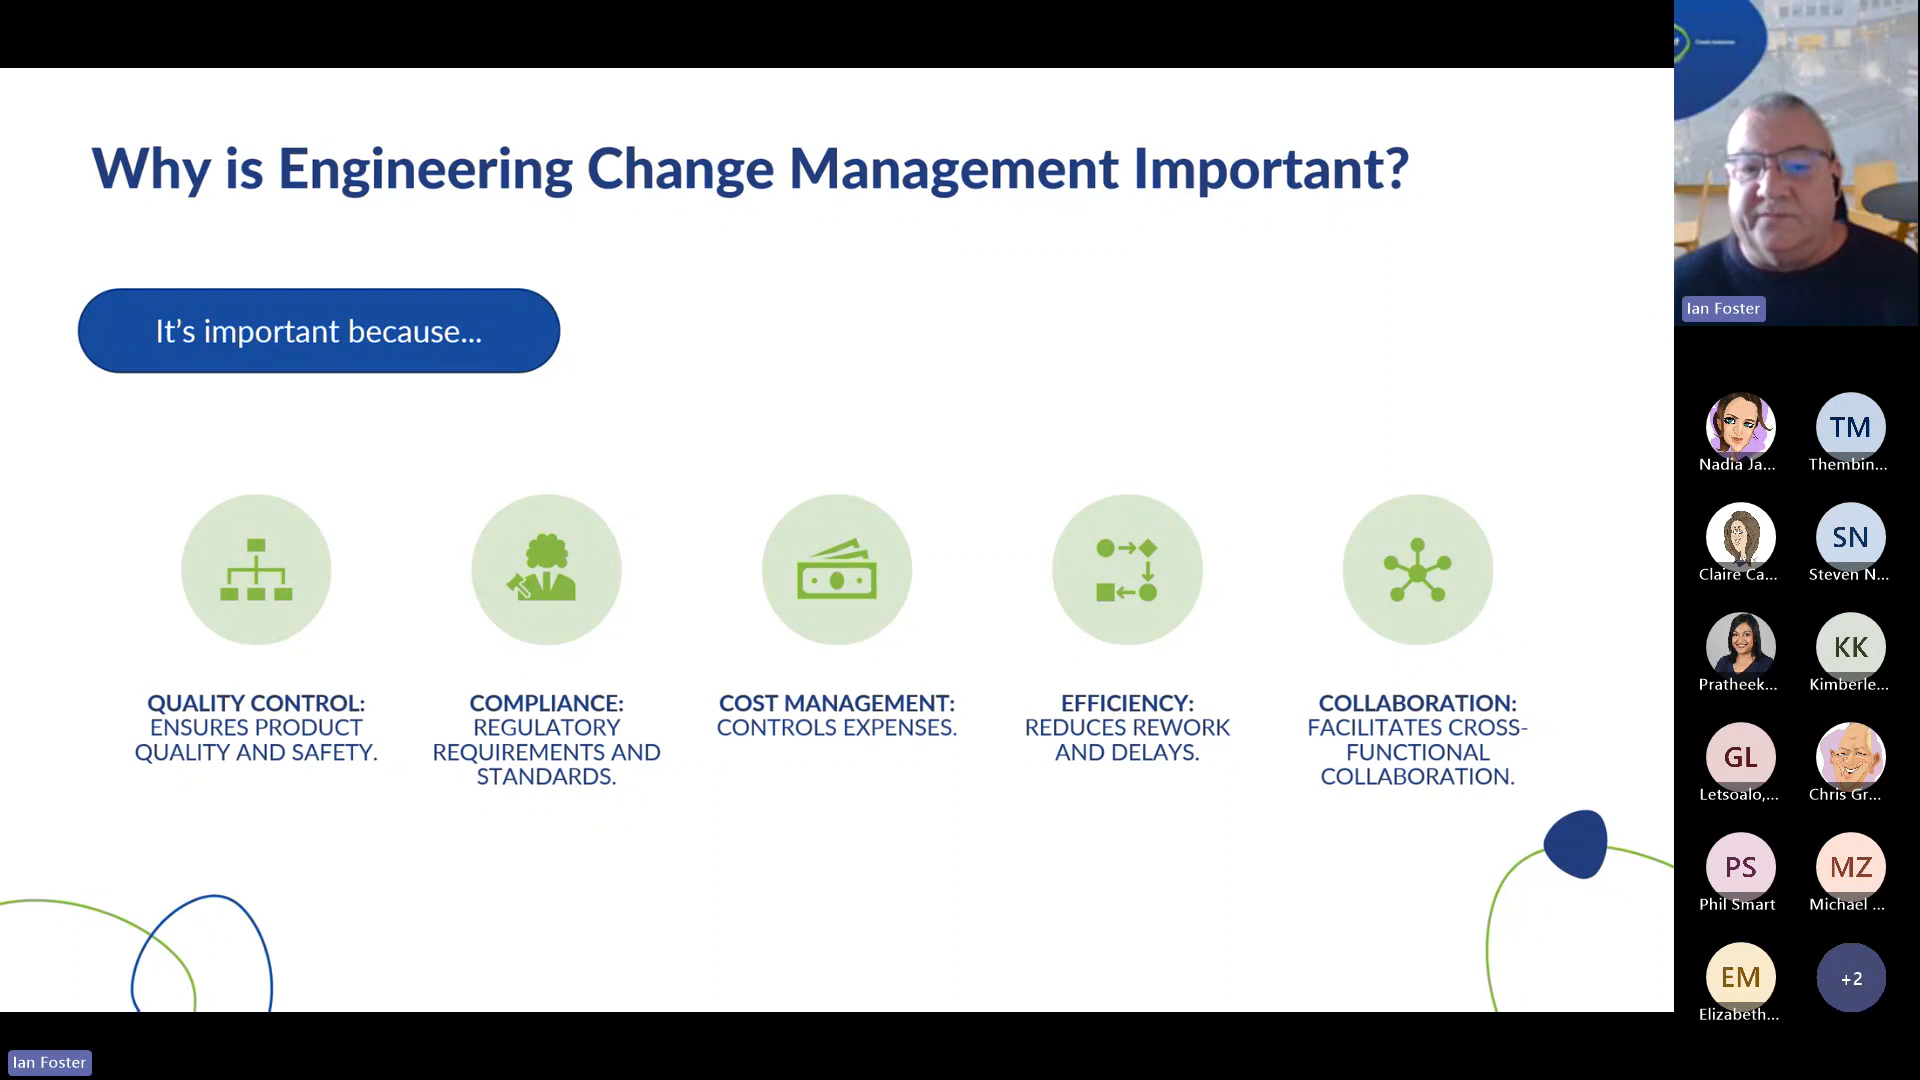 Why is Engineering Change Management Important?
It's important because...
QUALITY CONTROL:
ENSURES PRODUCT
QUALITY AND SAFETY.
COMPLIANCE:
REGULATORY
REQUIREMENTS AND
STANDARDS.
COST MANAGEMENT:
CONTROLS EXPENSES.
EFFICIENCY:
REDUCES REWORK
AND DELAYS.
COLLABORATION:
FACILITATES CROSS-
FUNCTIONAL
COLLABORATION.
Ian Foster
Nadia Ja...
TM
Thembin...
Claire Ca...
SN
Steven N...
Pratheek...
KK
Kimberle...
GL
Letsoalo,...
Chris Gr...
PS
Phil Smart
MZ
Michael ...
EM
Elizabeth...
+2
Ian Foster